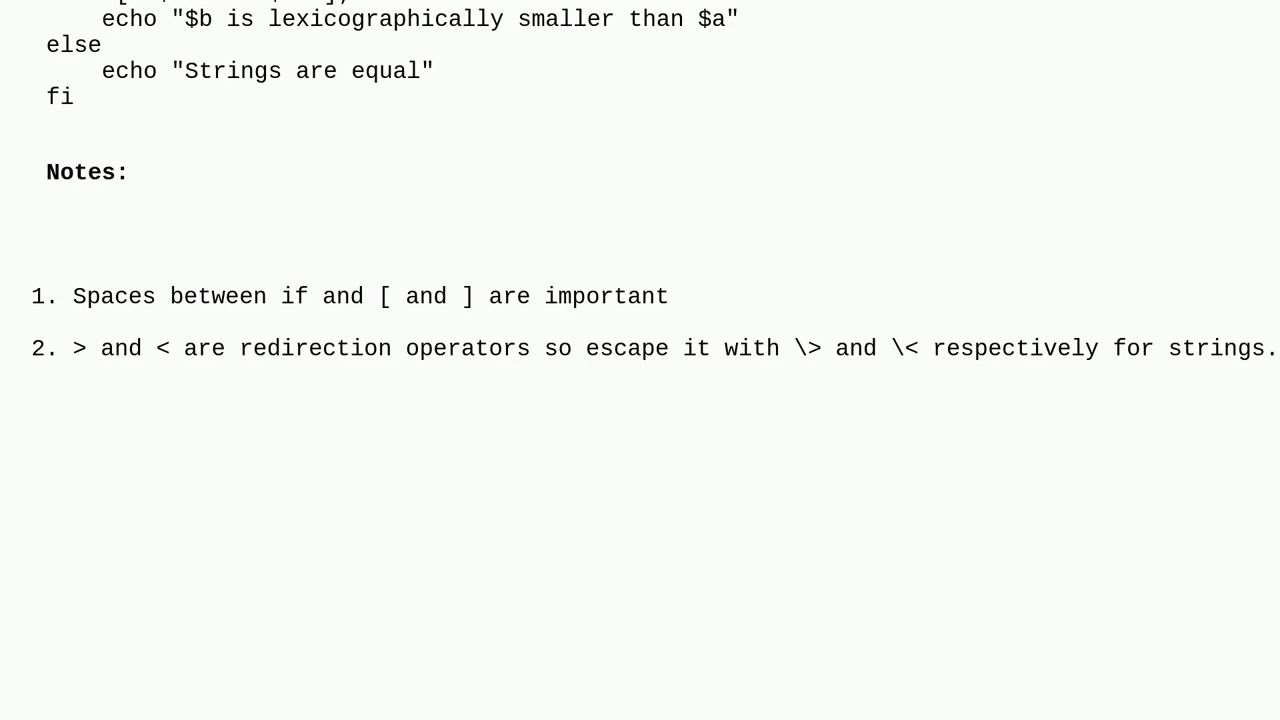 echo "$b is lexicographically smaller than $a"
else
echo "Strings are equal"
fi
Notes:
1. Spaces between if and [ and ] are important
2. > and < are redirection operators so escape it with \> and \< respectively for strings.